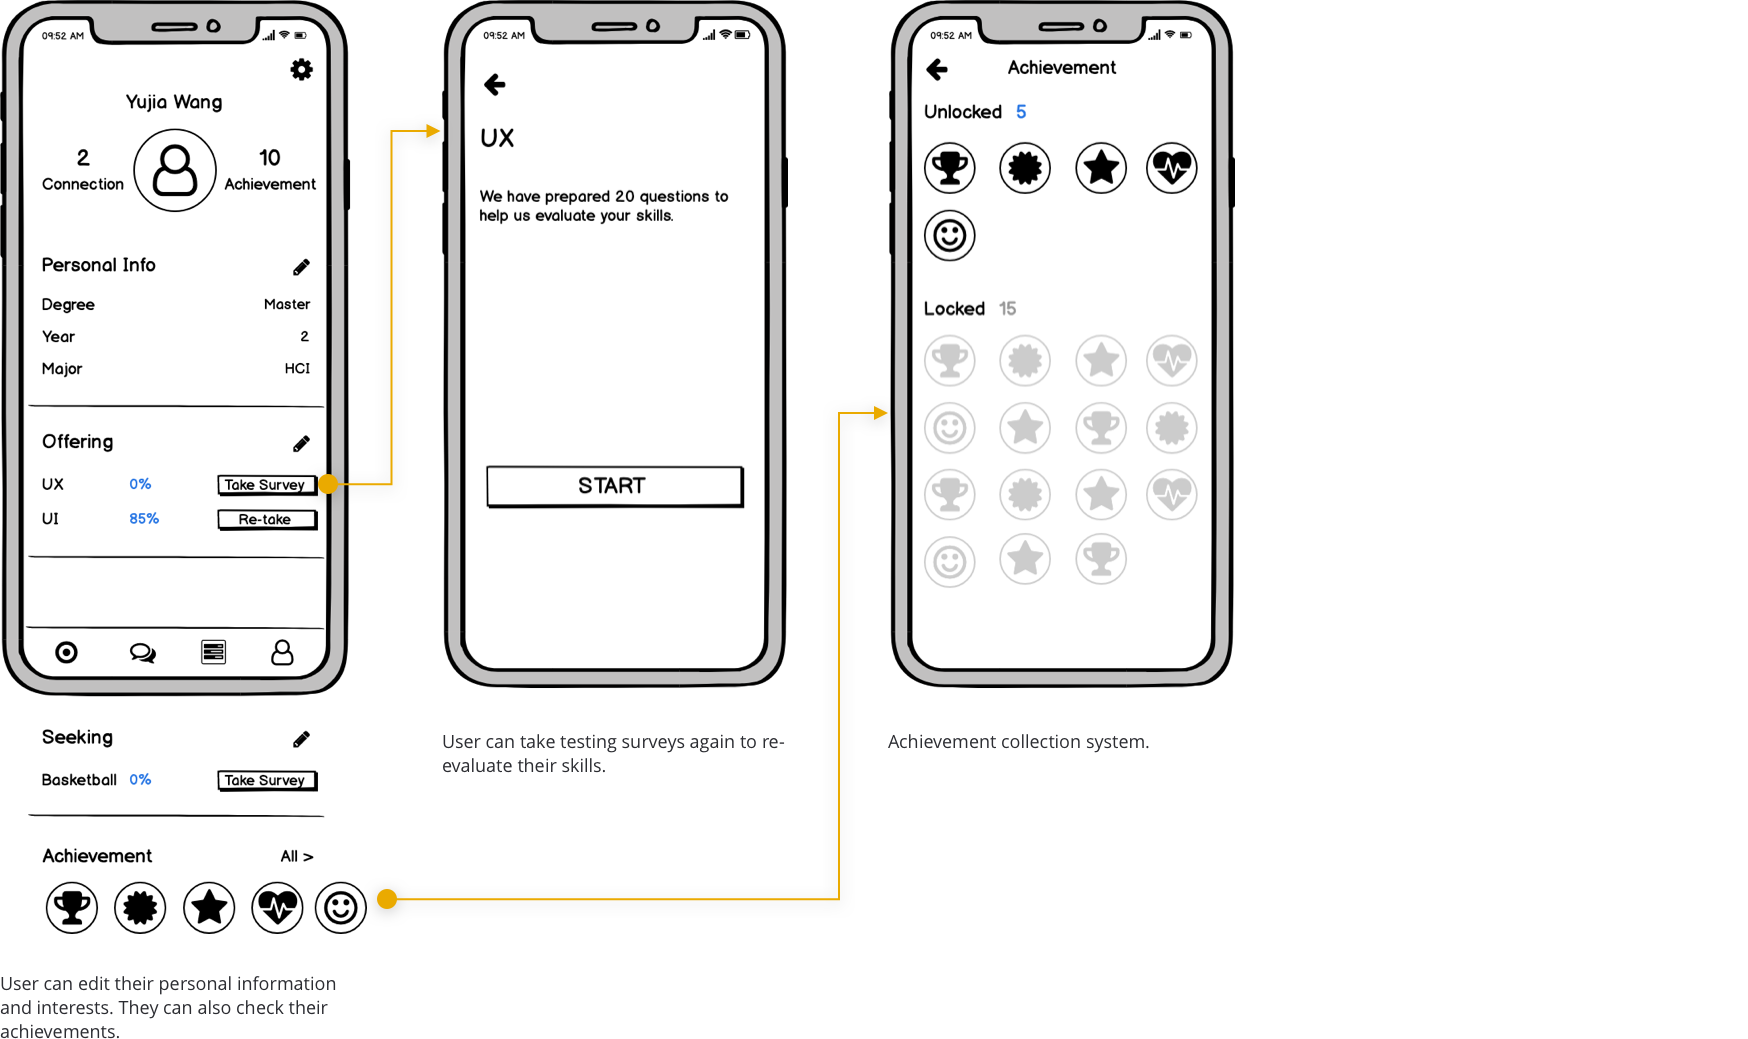 09:52 AM
Yujia Wang
2
Connection
10
Achievement
Personal Info
Degree Master
Year 2
Major HCI
Offering
UX 0% Take Survey
UI 85% Re-take
Seeking
Basketball 0% Take Survey
Achievement All >
User can edit their personal information
and interests. They can also check their
achievements.
09:52 AM
UX
We have prepared 20 questions to
help us evaluate your skills.
START
User can take testing surveys again to re-
evaluate their skills.
09:52 AM
Achievement
Unlocked 5
Locked 15
Achievement collection system.